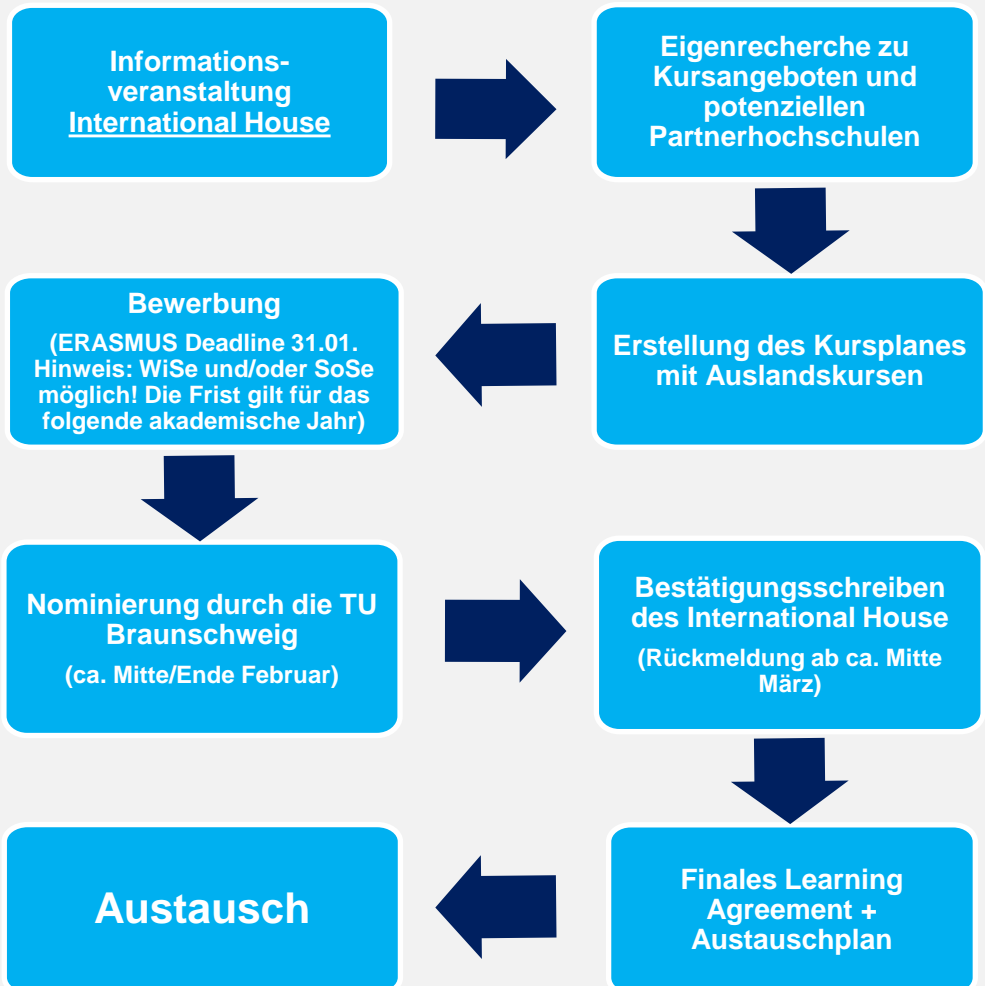 Informations-
veranstaltung
International House
Eigenrecherche zu
Kursangeboten und
potenziellen
Partnerhochschulen
Erstellung des Kursplanes
mit Auslandskursen
Bewerbung
(ERASMUS Deadline 31.01.
Hinweis: WiSe und/oder SoSe
möglich! Die Frist gilt für das
folgende akademische Jahr)
Nominierung durch die TU
Braunschweig
(ca. Mitte/Ende Februar)
Bestätigungsschreiben
des International House
(Rückmeldung ab ca. Mitte
März)
Finales Learning
Agreement +
Austauschplan
Austausch